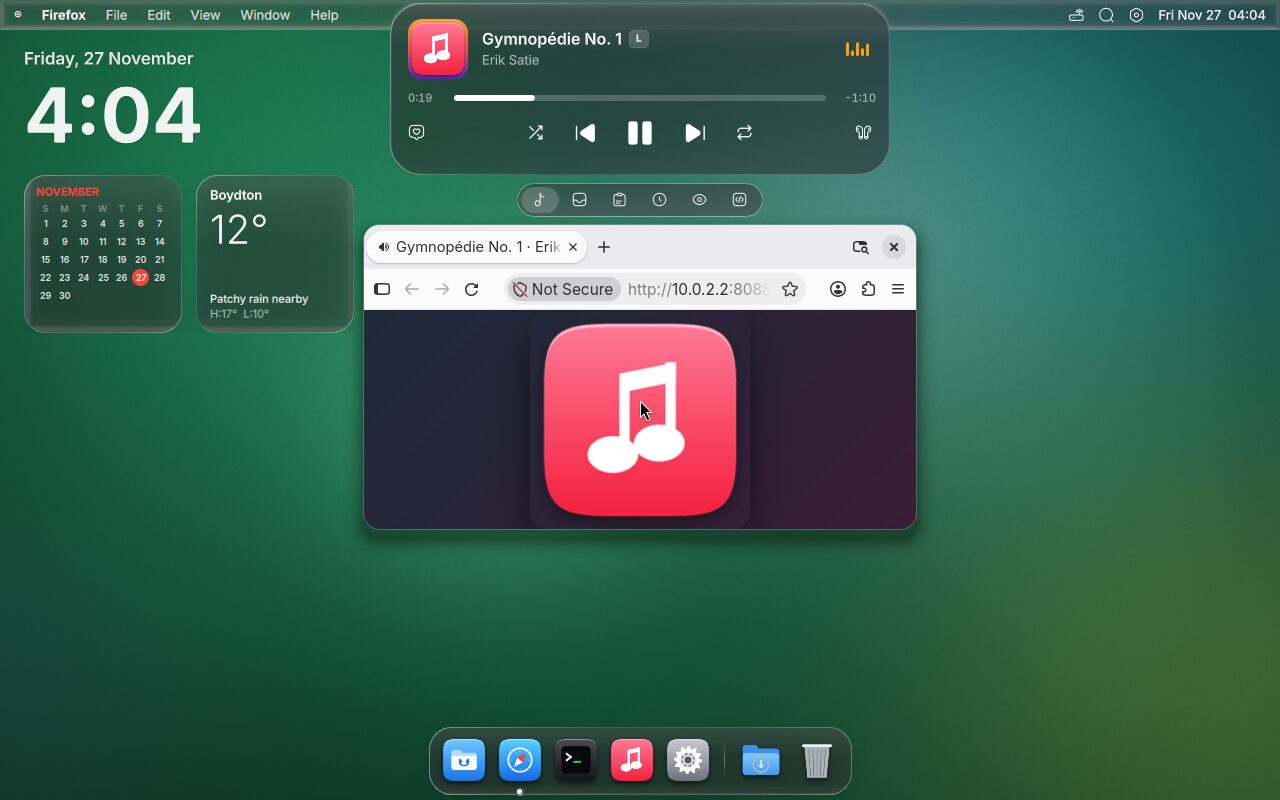 Firefox File Edit View Window Help
Fri Nov 27 04:04
Friday, 27 November
4:04
NOVEMBER
S M T W T F S
1 2 3 4 5 6 7
8 9 10 11 12 13 14
15 16 17 18 19 20 21
22 23 24 25 26 27 28
29 30
Boydton
12°
Patchy rain nearby
H:17° L:10°
Gymnopédie No. 1 L
Erik Satie
0:19
-1:10
Gymnopédie No. 1 · Erik
Not Secure http://10.0.2.2:8088
>_